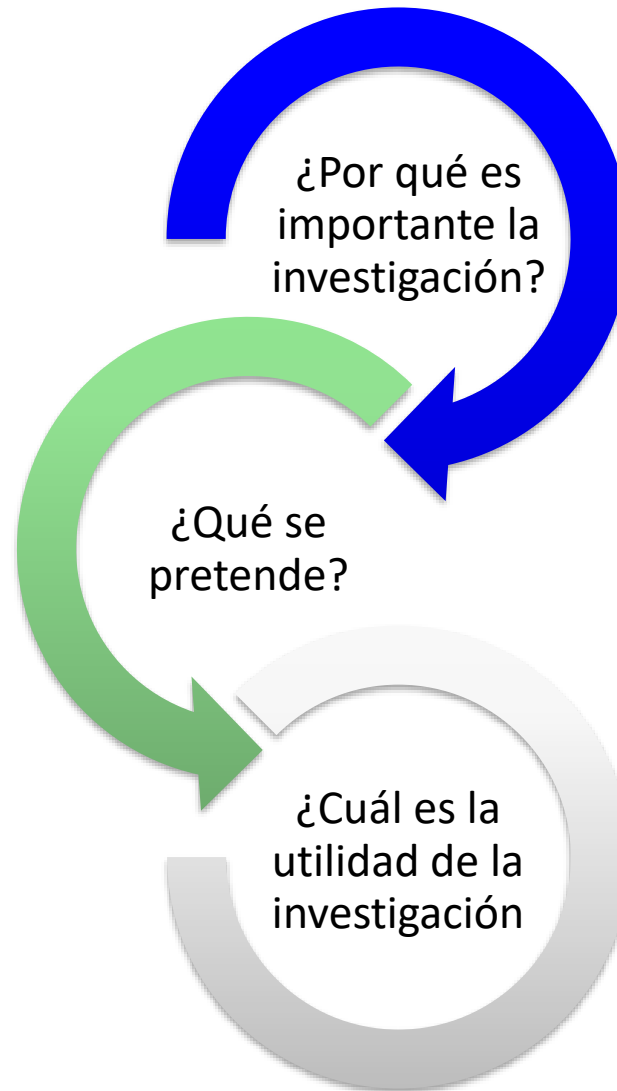 ¿Por qué es
importante la
investigación?
¿Qué se
pretende?
¿Cuál es la
utilidad de la
investigación